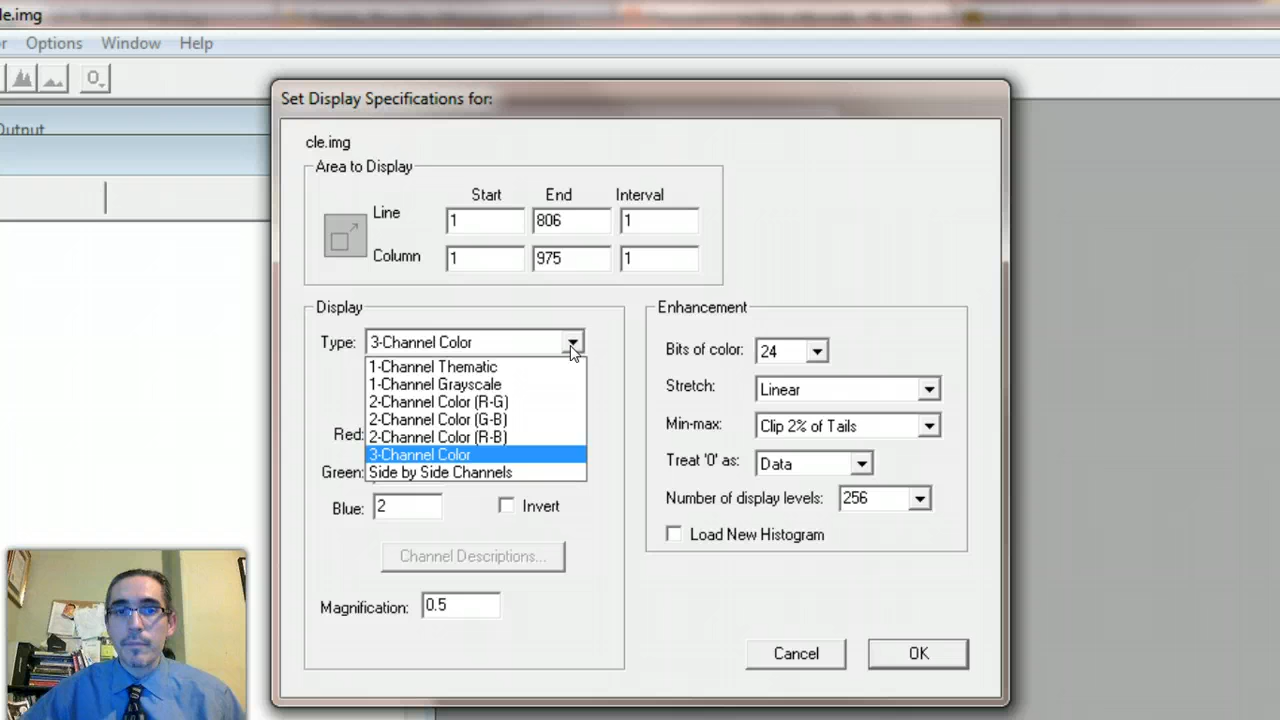 le.img
r Options Window Help
O
Output
Set Display Specifications for:
cle.img
Area to Display
Start End Interval
Line 1 806 1
Column 1 975 1
Display
Type: 3-Channel Color
1-Channel Thematic
1-Channel Grayscale
2-Channel Color (R-G)
2-Channel Color (G-B)
2-Channel Color (R-B)
3-Channel Color
Side by Side Channels
Red:
Green:
Blue: 2 Invert
Channel Descriptions...
Magnification: 0.5
Enhancement
Bits of color: 24
Stretch: Linear
Min-max: Clip 2% of Tails
Treat '0' as: Data
Number of display levels: 256
Load New Histogram
Cancel OK